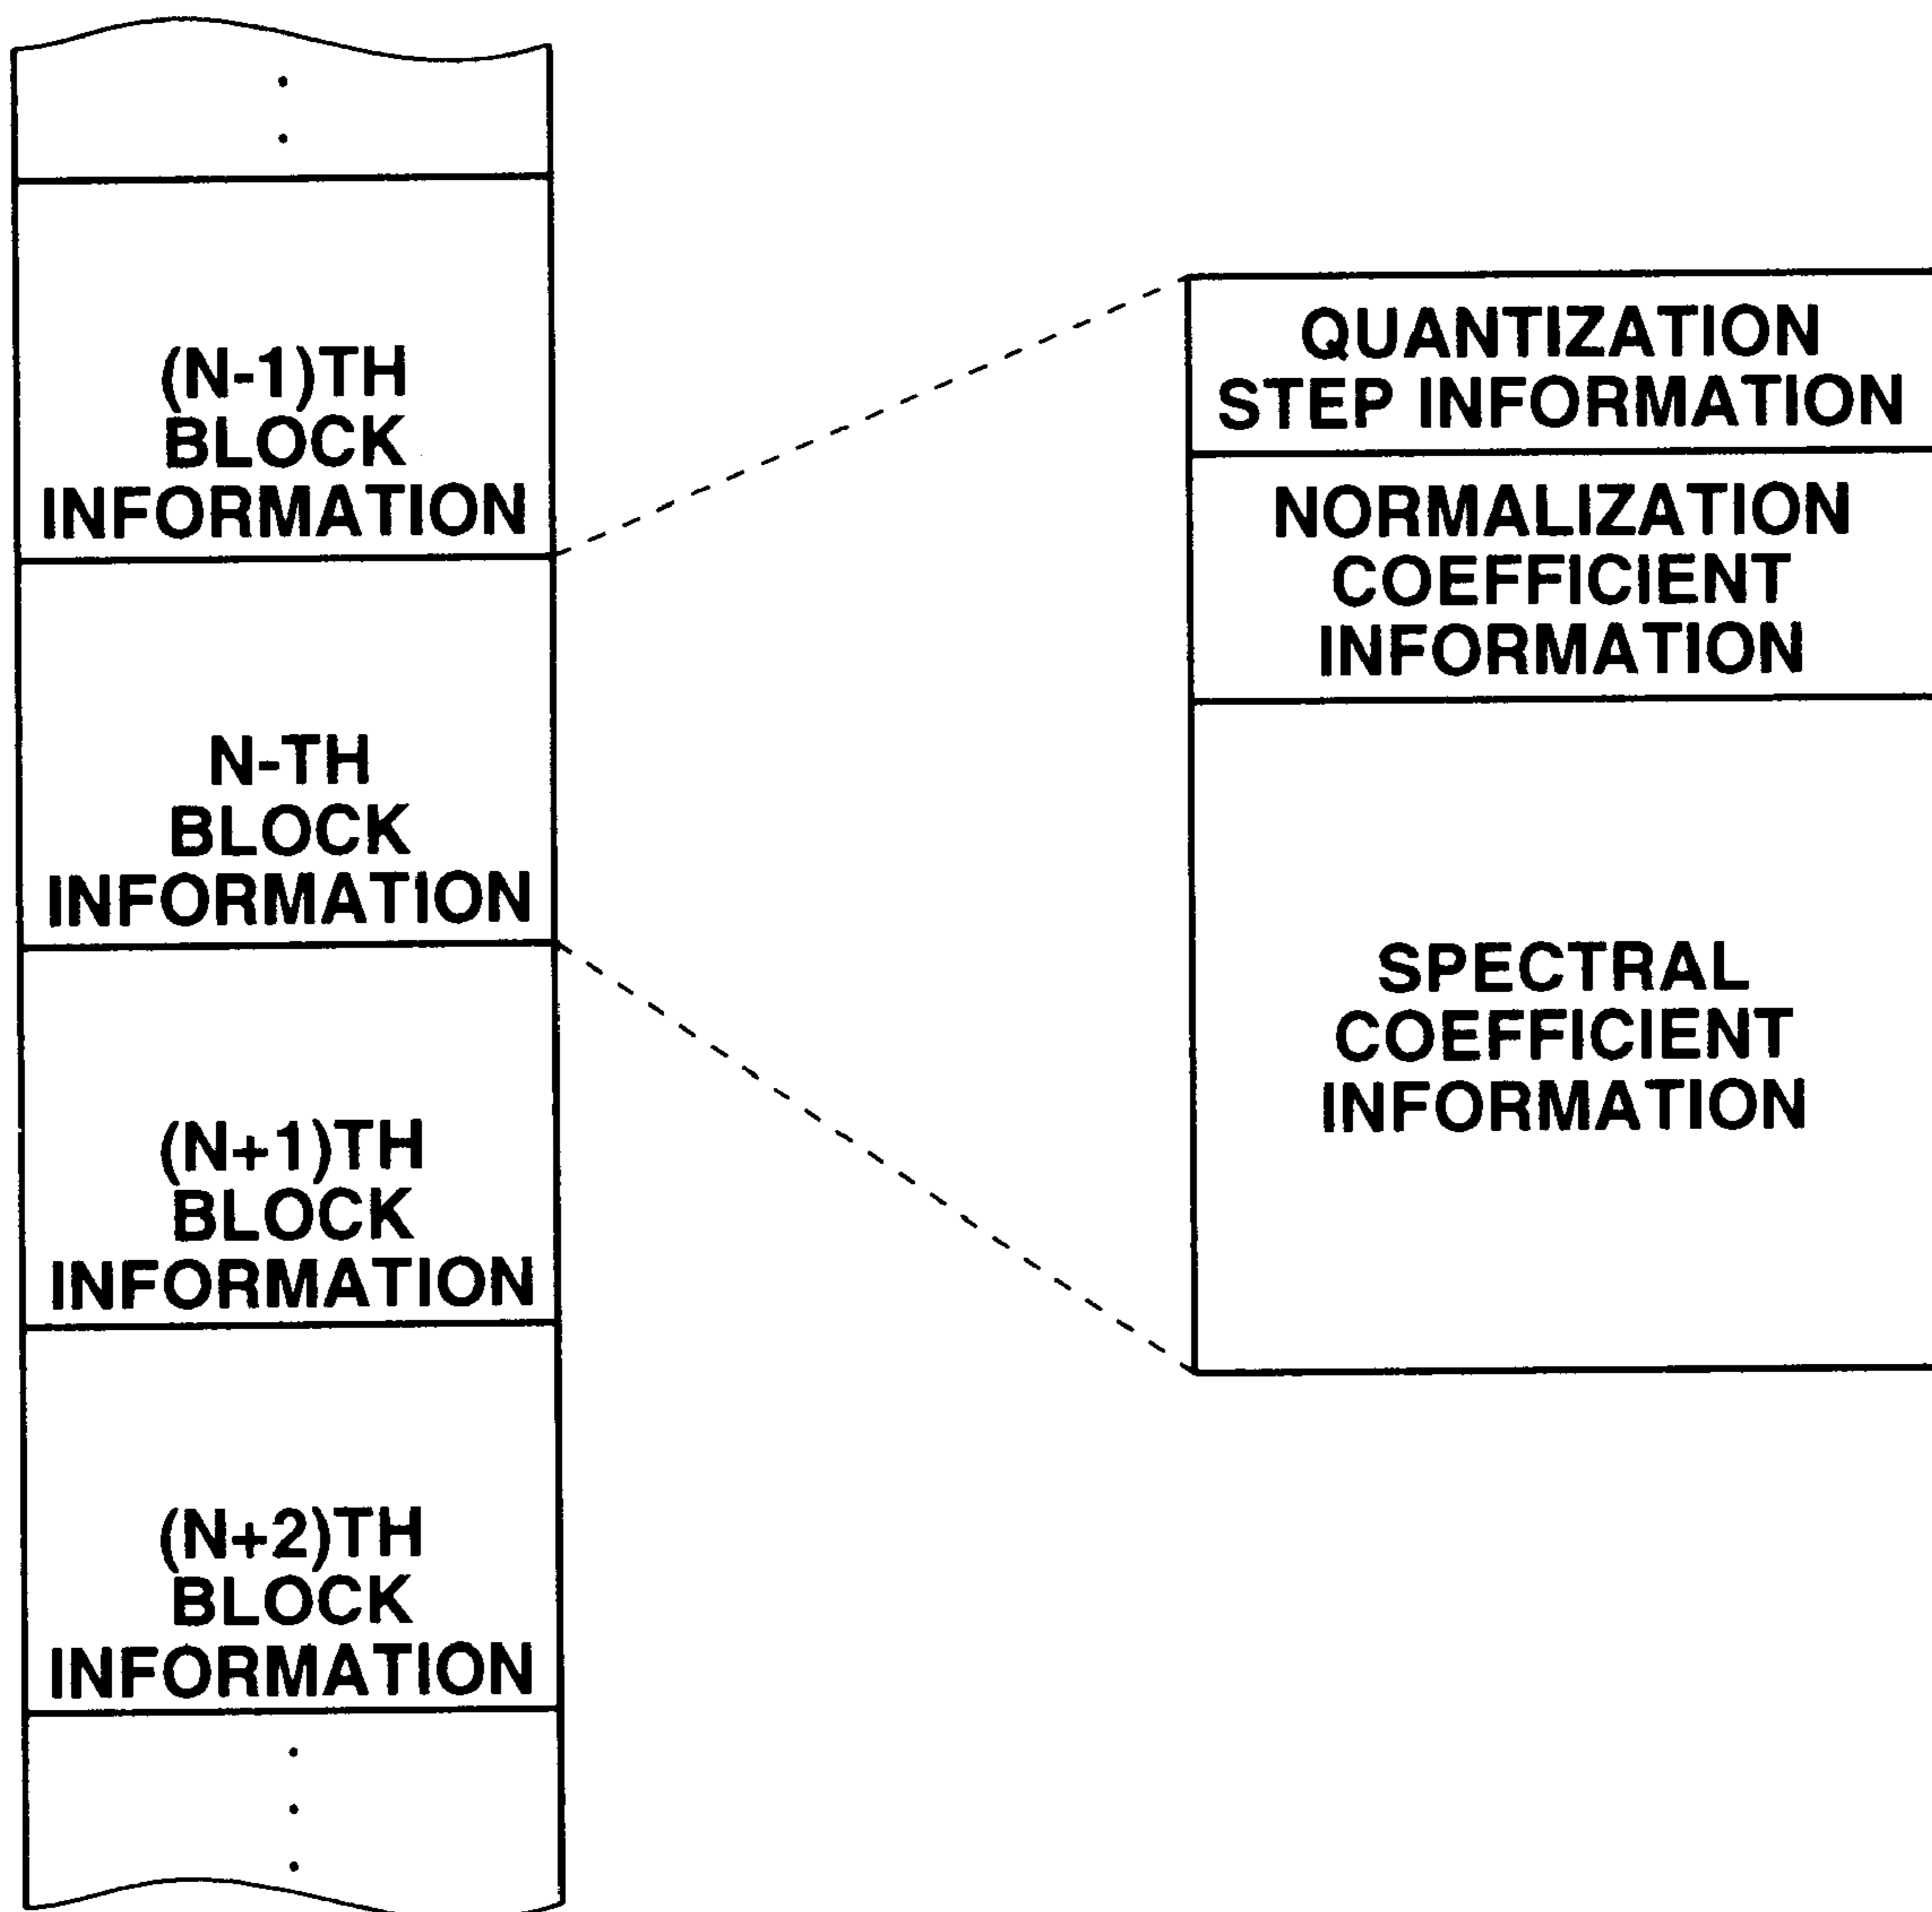 (N-1)TH
BLOCK
INFORMATION
N-TH
BLOCK
INFORMATION
(N+1)TH
BLOCK
INFORMATION
(N+2)TH
BLOCK
INFORMATION
QUANTIZATION
STEP INFORMATION
NORMALIZATION
COEFFICIENT
INFORMATION
SPECTRAL
COEFFICIENT
INFORMATION